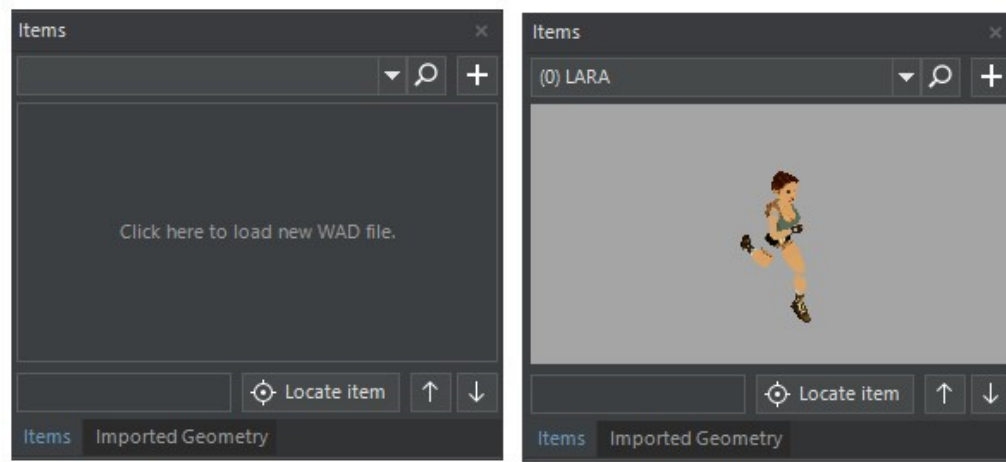 Items
Click here to load new WAD file.
Locate item
Items Imported Geometry
Items
(0) LARA
Locate item
Items Imported Geometry